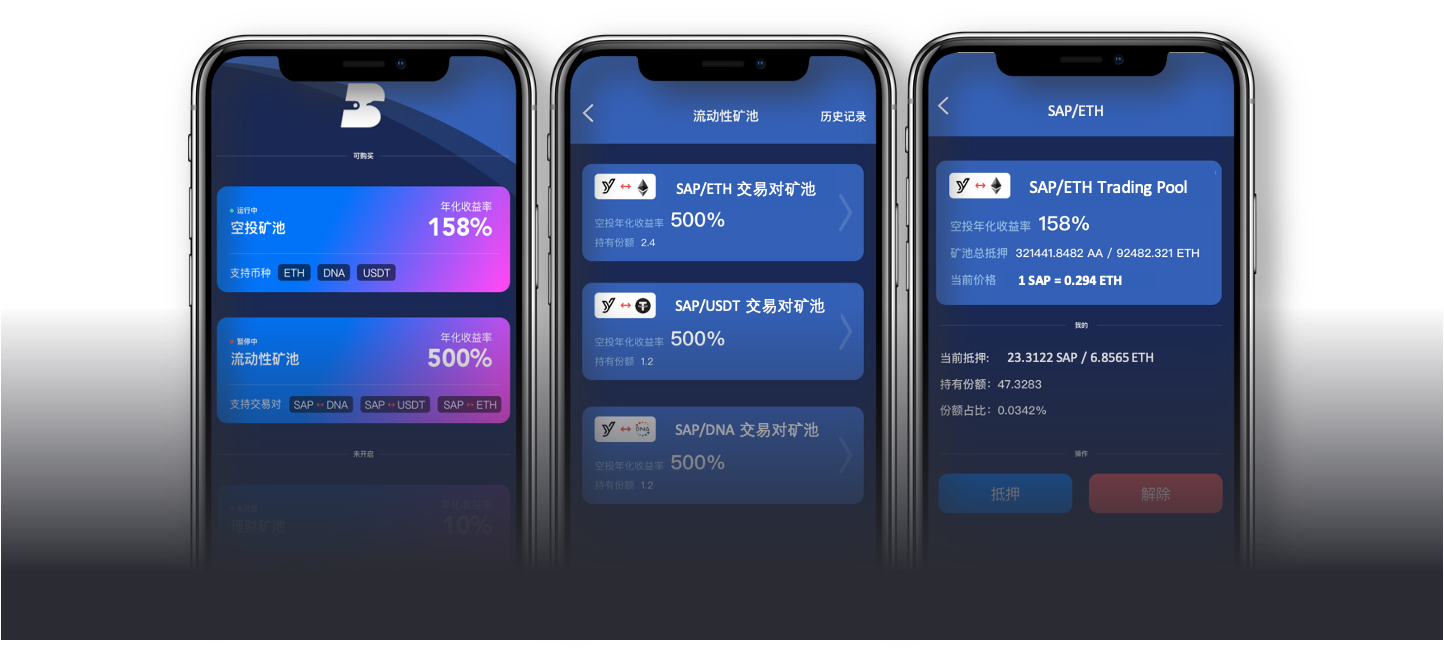 可购买
运行中
年化收益率
空投矿池
158%
支持币种 ETH DNA USDT
暂停中
年化收益率
流动性矿池
500%
支持交易对 SAP↔DNA SAP↔USDT SAP↔ETH
未开启
未开启
年化收益率
理财矿池
10%
流动性矿池
历史记录
SAP/ETH 交易对矿池
空投年化收益率 500%
持有份额 2.4
SAP/USDT 交易对矿池
空投年化收益率 500%
持有份额 1.2
DNA
SAP/DNA 交易对矿池
空投年化收益率 500%
持有份额 1.2
SAP/ETH
SAP/ETH Trading Pool
空投年化收益率 158%
矿池总抵押 321441.8482 AA / 92482.321 ETH
当前价格 1 SAP = 0.294 ETH
我的
当前抵押: 23.3122 SAP / 6.8565 ETH
持有份额：47.3283
份额占比：0.0342%
操作
抵押
解除